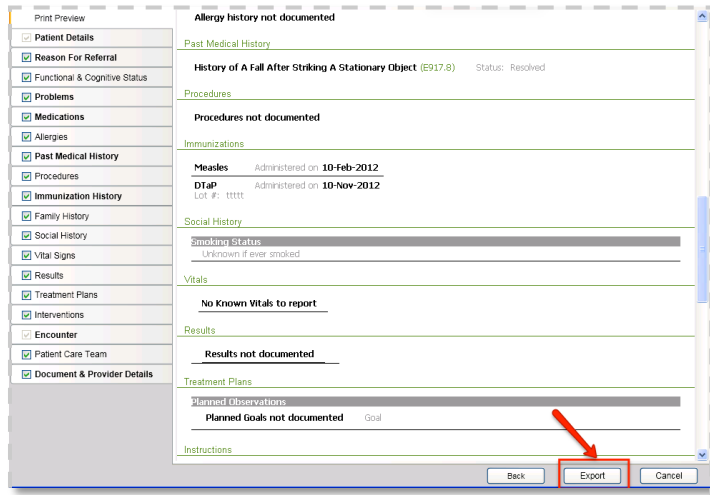 Print Preview
Patient Details
Reason For Referral
Functional & Cognitive Status
Problems
Medications
Allergies
Past Medical History
Procedures
Immunization History
Family History
Social History
Vital Signs
Results
Treatment Plans
Interventions
Encounter
Patient Care Team
Document & Provider Details
Allergy history not documented
Past Medical History
History of A Fall After Striking A Stationary Object (E917.8) Status: Resolved
Procedures
Procedures not documented
Immunizations
Measles Administered on 10-Feb-2012
DTaP Administered on 10-Nov-2012
Lot #: ttttt
Social History
Smoking Status
Unknown if ever smoked
Vitals
No Known Vitals to report
Results
Results not documented
Treatment Plans
Planned Observations
Planned Goals not documented Goal
Instructions
Back Export Cancel